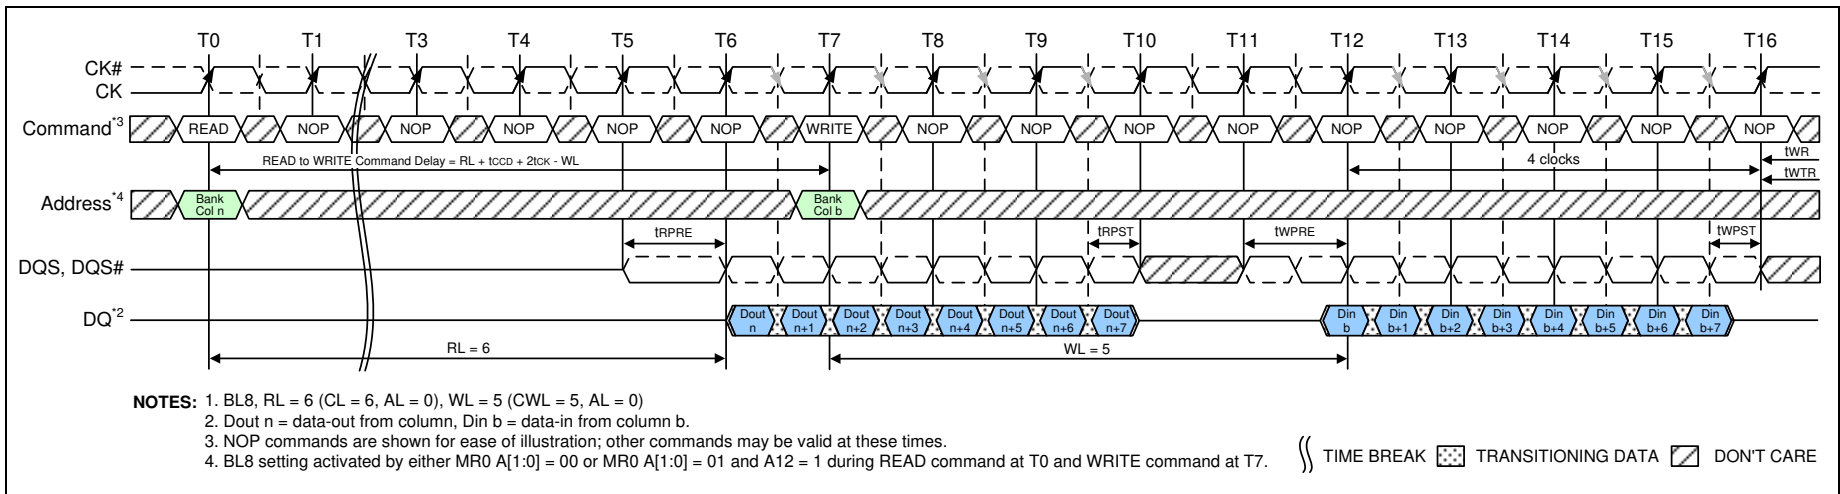 T0 T1 T3 T4 T5 T6 T7 T8 T9 T10 T11 T12 T13 T14 T15 T16
CK#
CK
Command*3 READ NOP NOP NOP NOP NOP WRITE NOP NOP NOP NOP NOP NOP NOP NOP NOP
READ to WRITE Command Delay = RL + tCCD + 2tCK - WL
4 clocks
tWR
tWTR
Address*4
Bank Col n
Bank Col b
tRPRE tRPST tWPRE tWPST
DQS, DQS#
DQ*2
Dout n Dout n+1 Dout n+2 Dout n+3 Dout n+4 Dout n+5 Dout n+6 Dout n+7 Din b Din b+1 Din b+2 Din b+3 Din b+4 Din b+5 Din b+6 Din b+7
RL = 6 WL = 5
NOTES: 1. BL8, RL = 6 (CL = 6, AL = 0), WL = 5 (CWL = 5, AL = 0)
2. Dout n = data-out from column, Din b = data-in from column b.
3. NOP commands are shown for ease of illustration; other commands may be valid at these times.
4. BL8 setting activated by either MR0 A[1:0] = 00 or MR0 A[1:0] = 01 and A12 = 1 during READ command at T0 and WRITE command at T7.
TIME BREAK TRANSITIONING DATA DON'T CARE